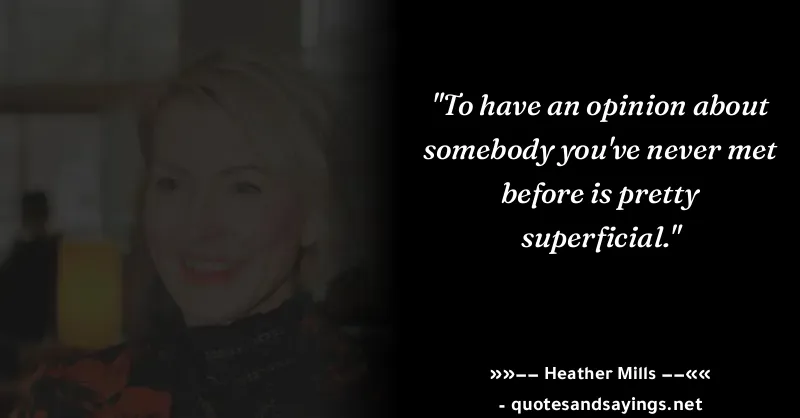 "To have an opinion about
somebody you've never met
before is pretty
superficial."
»»−− Heather Mills −−««
- quotesandsayings.net